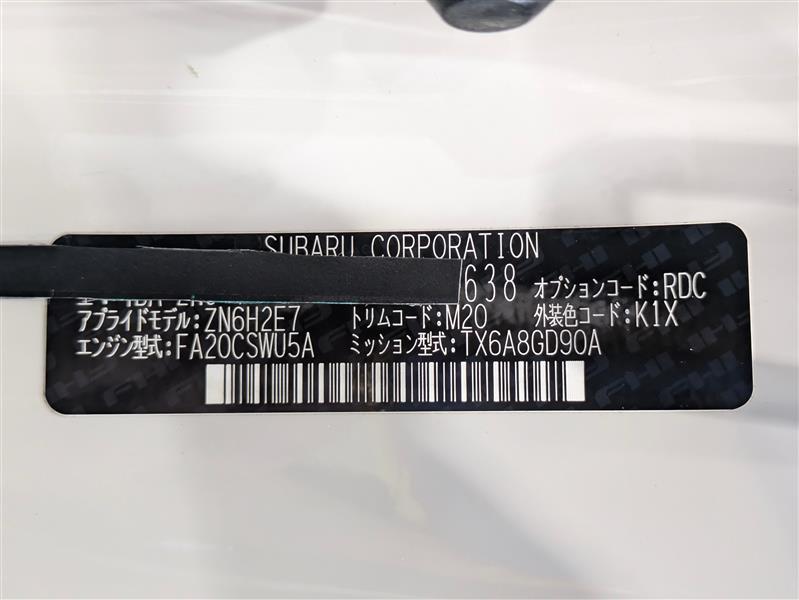 SUBARU CORPORATION
638 オプションコード:RDC
アプライドモデル:ZN6H2E7 トリムコード:M20 外装色コード:K1X
エンジン型式:FA20CSWU5A ミッション型式:TX6A8GD90A